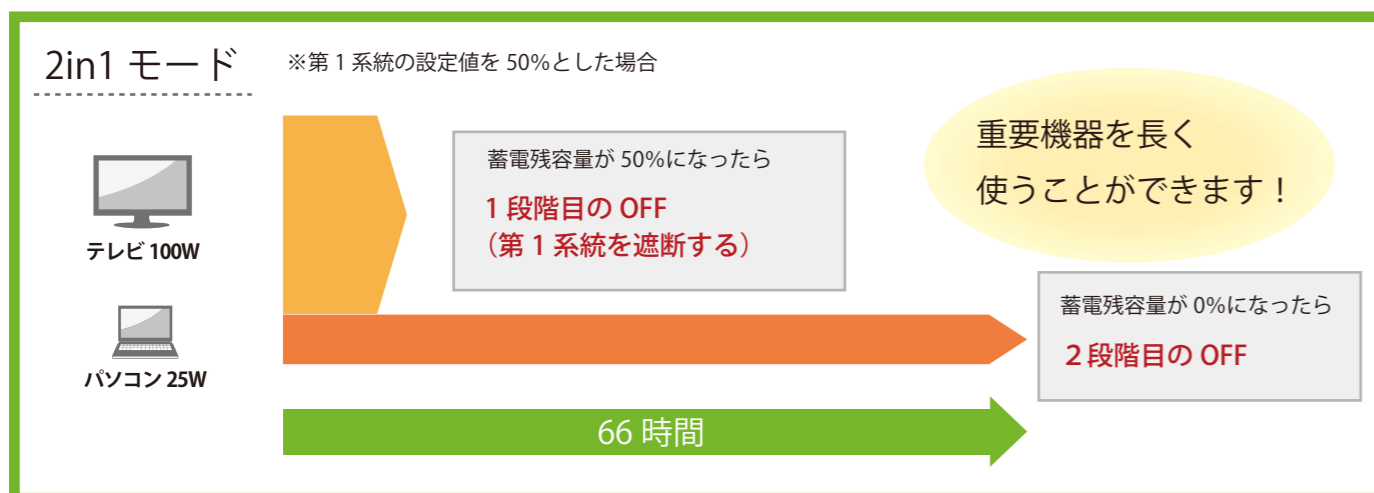 2in1 モード
※第 1 系統の設定値を 50%とした場合
重要機器を長く
使うことができます！
蓄電残容量が 50%になったら
1 段階目の OFF
（第 1 系統を遮断する）
テレビ 100W
蓄電残容量が 0%になったら
２段階目の OFF
パソコン 25W
66 時間